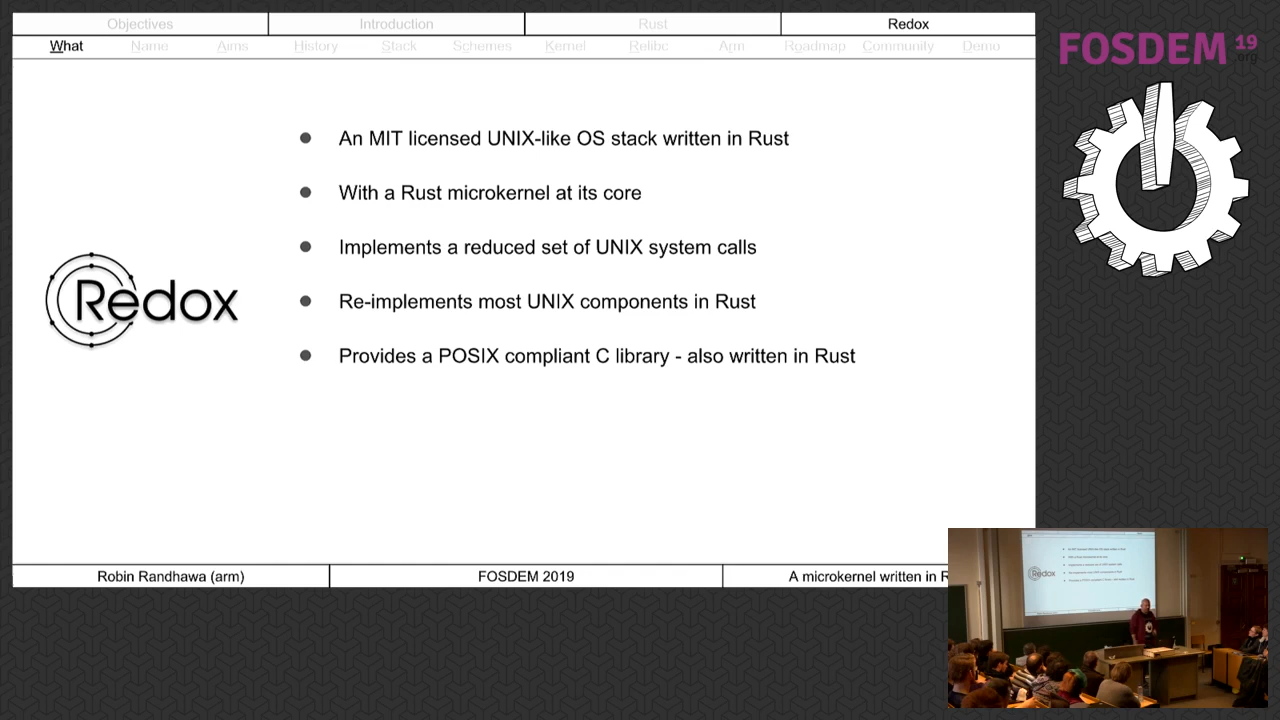 Objectives
Introduction
Rust
Redox
What
Name
Aims
History
Stack
Schemes
Kernel
Relibc
Arm
Roadmap
Community
Demo
FOSDEM 19
.org
An MIT licensed UNIX-like OS stack written in Rust
With a Rust microkernel at its core
Implements a reduced set of UNIX system calls
Re-implements most UNIX components in Rust
Provides a POSIX compliant C library - also written in Rust
Redox
Robin Randhawa (arm)
FOSDEM 2019
A microkernel written in R
Redox